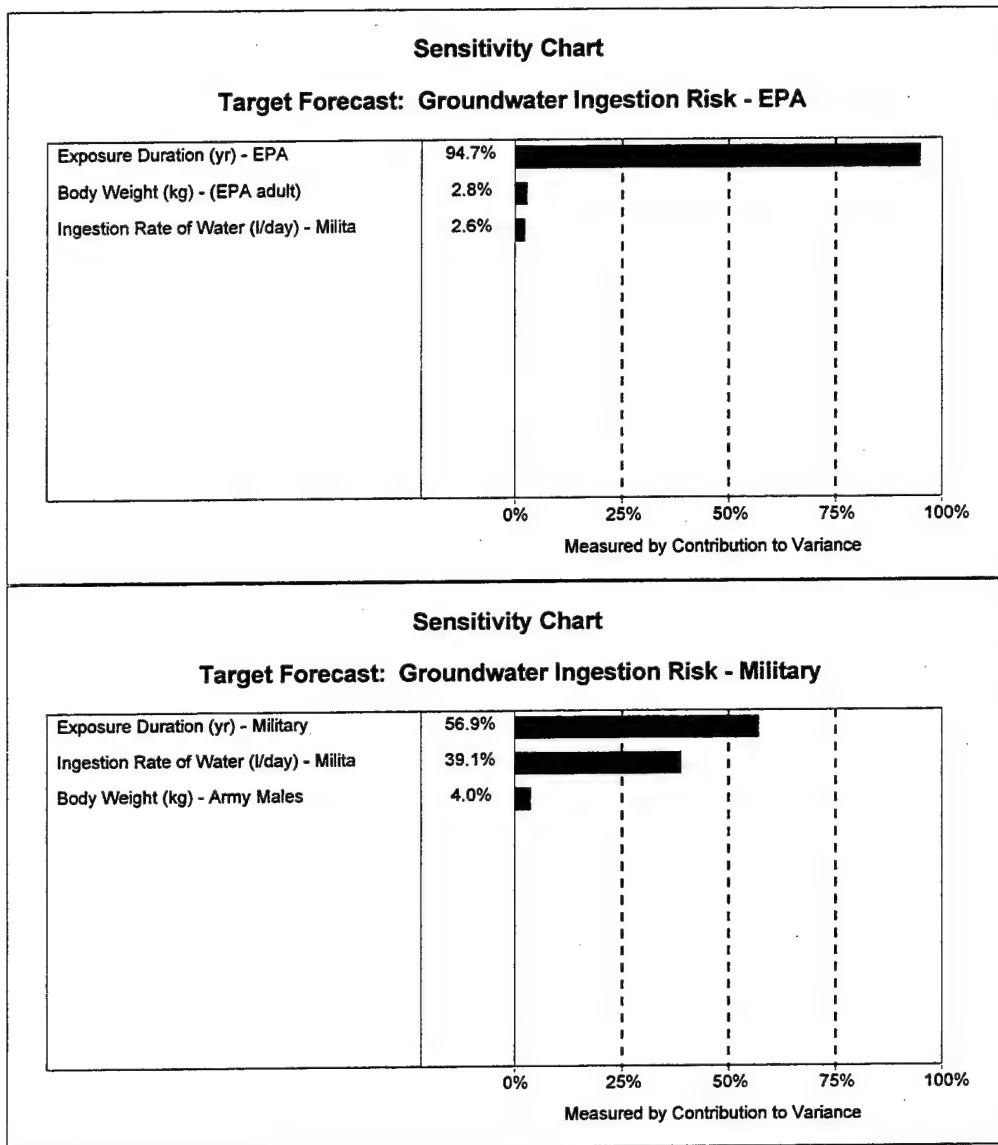 Sensitivity Chart
Target Forecast: Groundwater Ingestion Risk - EPA
Exposure Duration (yr) - EPA 94.7%
Body Weight (kg) - (EPA adult) 2.8%
Ingestion Rate of Water (l/day) - Milita 2.6%
0% 25% 50% 75% 100%
Measured by Contribution to Variance
Sensitivity Chart
Target Forecast: Groundwater Ingestion Risk - Military
Exposure Duration (yr) - Military 56.9%
Ingestion Rate of Water (l/day) - Milita 39.1%
Body Weight (kg) - Army Males 4.0%
0% 25% 50% 75% 100%
Measured by Contribution to Variance